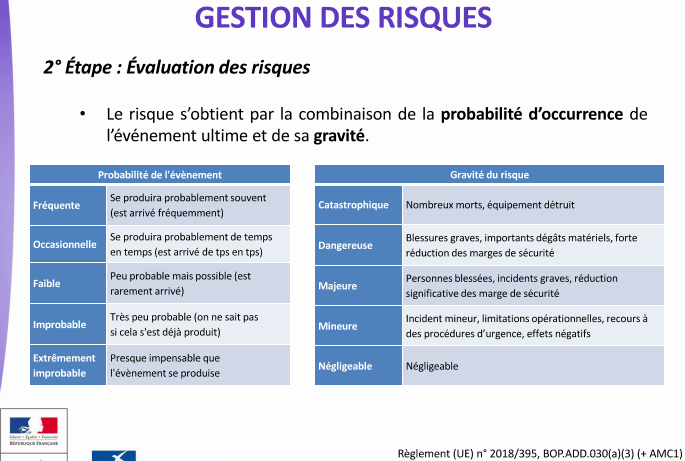 GESTION DES RISQUES
2° Étape : Évaluation des risques
• Le risque s’obtient par la combinaison de la probabilité d’occurrence de
l’événement ultime et de sa gravité.
Probabilité de l'évènement
Fréquente
Se produira probablement souvent
(est arrivé fréquemment)
Occasionnelle
Se produira probablement de temps
en temps (est arrivé de tps en tps)
Faible
Peu probable mais possible (est
rarement arrivé)
Improbable
Très peu probable (on ne sait pas
si cela s'est déjà produit)
Extrêmement
improbable
Presque impensable que
l'évènement se produise
Gravité du risque
Catastrophique
Nombreux morts, équipement détruit
Dangereuse
Blessures graves, importants dégâts matériels, forte
réduction des marges de sécurité
Majeure
Personnes blessées, incidents graves, réduction
significative des marge de sécurité
Mineure
Incident mineur, limitations opérationnelles, recours à
des procédures d’urgence, effets négatifs
Négligeable
Négligeable
Liberté • Égalité • Fraternité
RÉPUBLIQUE FRANÇAISE
Règlement (UE) n° 2018/395, BOP.ADD.030(a)(3) (+ AMC1)